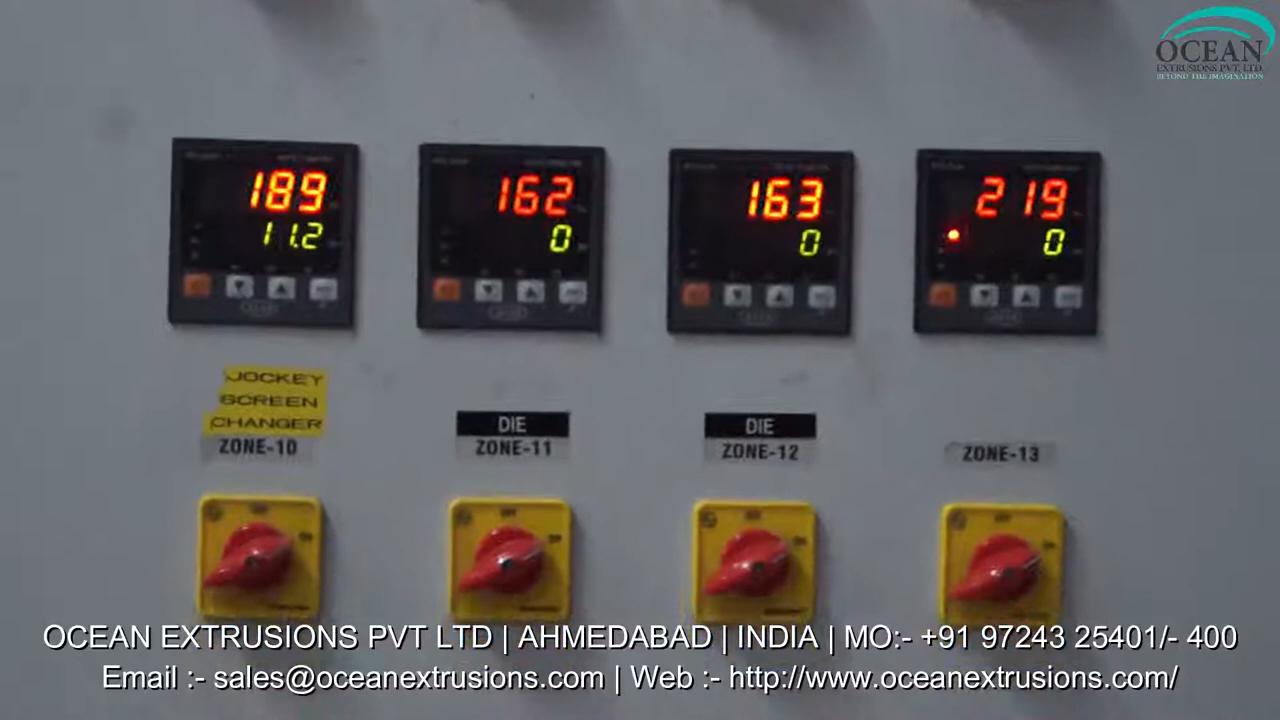 OCEAN
EXTRUSIONS PVT. LTD.
BEYOND THE IMAGINATION
189
11.2
162
0
163
0
219
0
JOCKEY
SCREEN
CHANGER
ZONE-10
DIE
ZONE-11
DIE
ZONE-12
ZONE-13
OCEAN EXTRUSIONS PVT LTD | AHMEDABAD | INDIA | MO:- +91 97243 25401/- 400
Email :- sales@oceanextrusions.com | Web :- http://www.oceanextrusions.com/